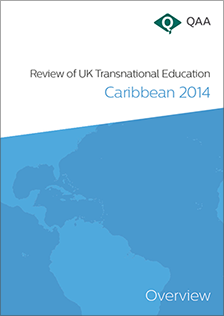 QAA
Review of UK Transnational Education
Caribbean 2014
Overview